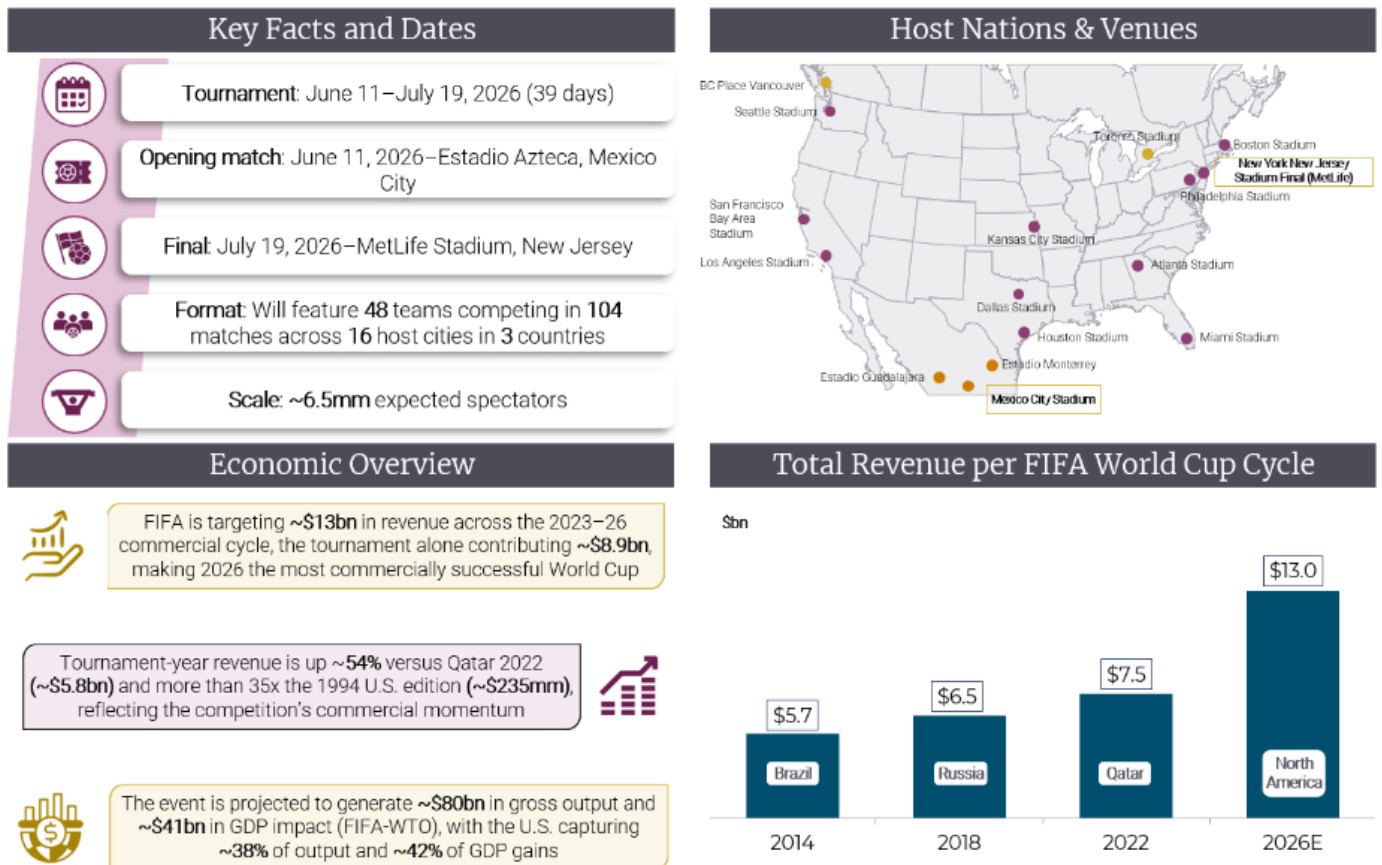 Key Facts and Dates
Tournament: June 11–July 19, 2026 (39 days)
Opening match: June 11, 2026–Estadio Azteca, Mexico
City
Final: July 19, 2026–MetLife Stadium, New Jersey
Format: Will feature 48 teams competing in 104
matches across 16 host cities in 3 countries
Scale: ~6.5mm expected spectators
Host Nations & Venues
BC Place Vancouver
Seattle Stadium
Toronto Stadium
Boston Stadium
New York New Jersey
Stadium Final (MetLife)
Philadelphia Stadium
San Francisco
Bay Area
Stadium
Kansas City Stadium
Los Angeles Stadium
Atlanta Stadium
Dallas Stadium
Houston Stadium
Miami Stadium
Estadio Monterrey
Estadio Guadalajara
Mexico City Stadium
Economic Overview
FIFA is targeting ~$13bn in revenue across the 2023–26
commercial cycle, the tournament alone contributing ~$8.9bn,
making 2026 the most commercially successful World Cup
Tournament-year revenue is up ~54% versus Qatar 2022
(~$5.8bn) and more than 35x the 1994 U.S. edition (~$235mm),
reflecting the competition's commercial momentum
The event is projected to generate ~$80bn in gross output and
~$41bn in GDP impact (FIFA-WTO), with the U.S. capturing
~38% of output and ~42% of GDP gains
Total Revenue per FIFA World Cup Cycle
$bn
$13.0
$7.5
$6.5
$5.7
Brazil
Russia
Qatar
North
America
2014
2018
2022
2026E